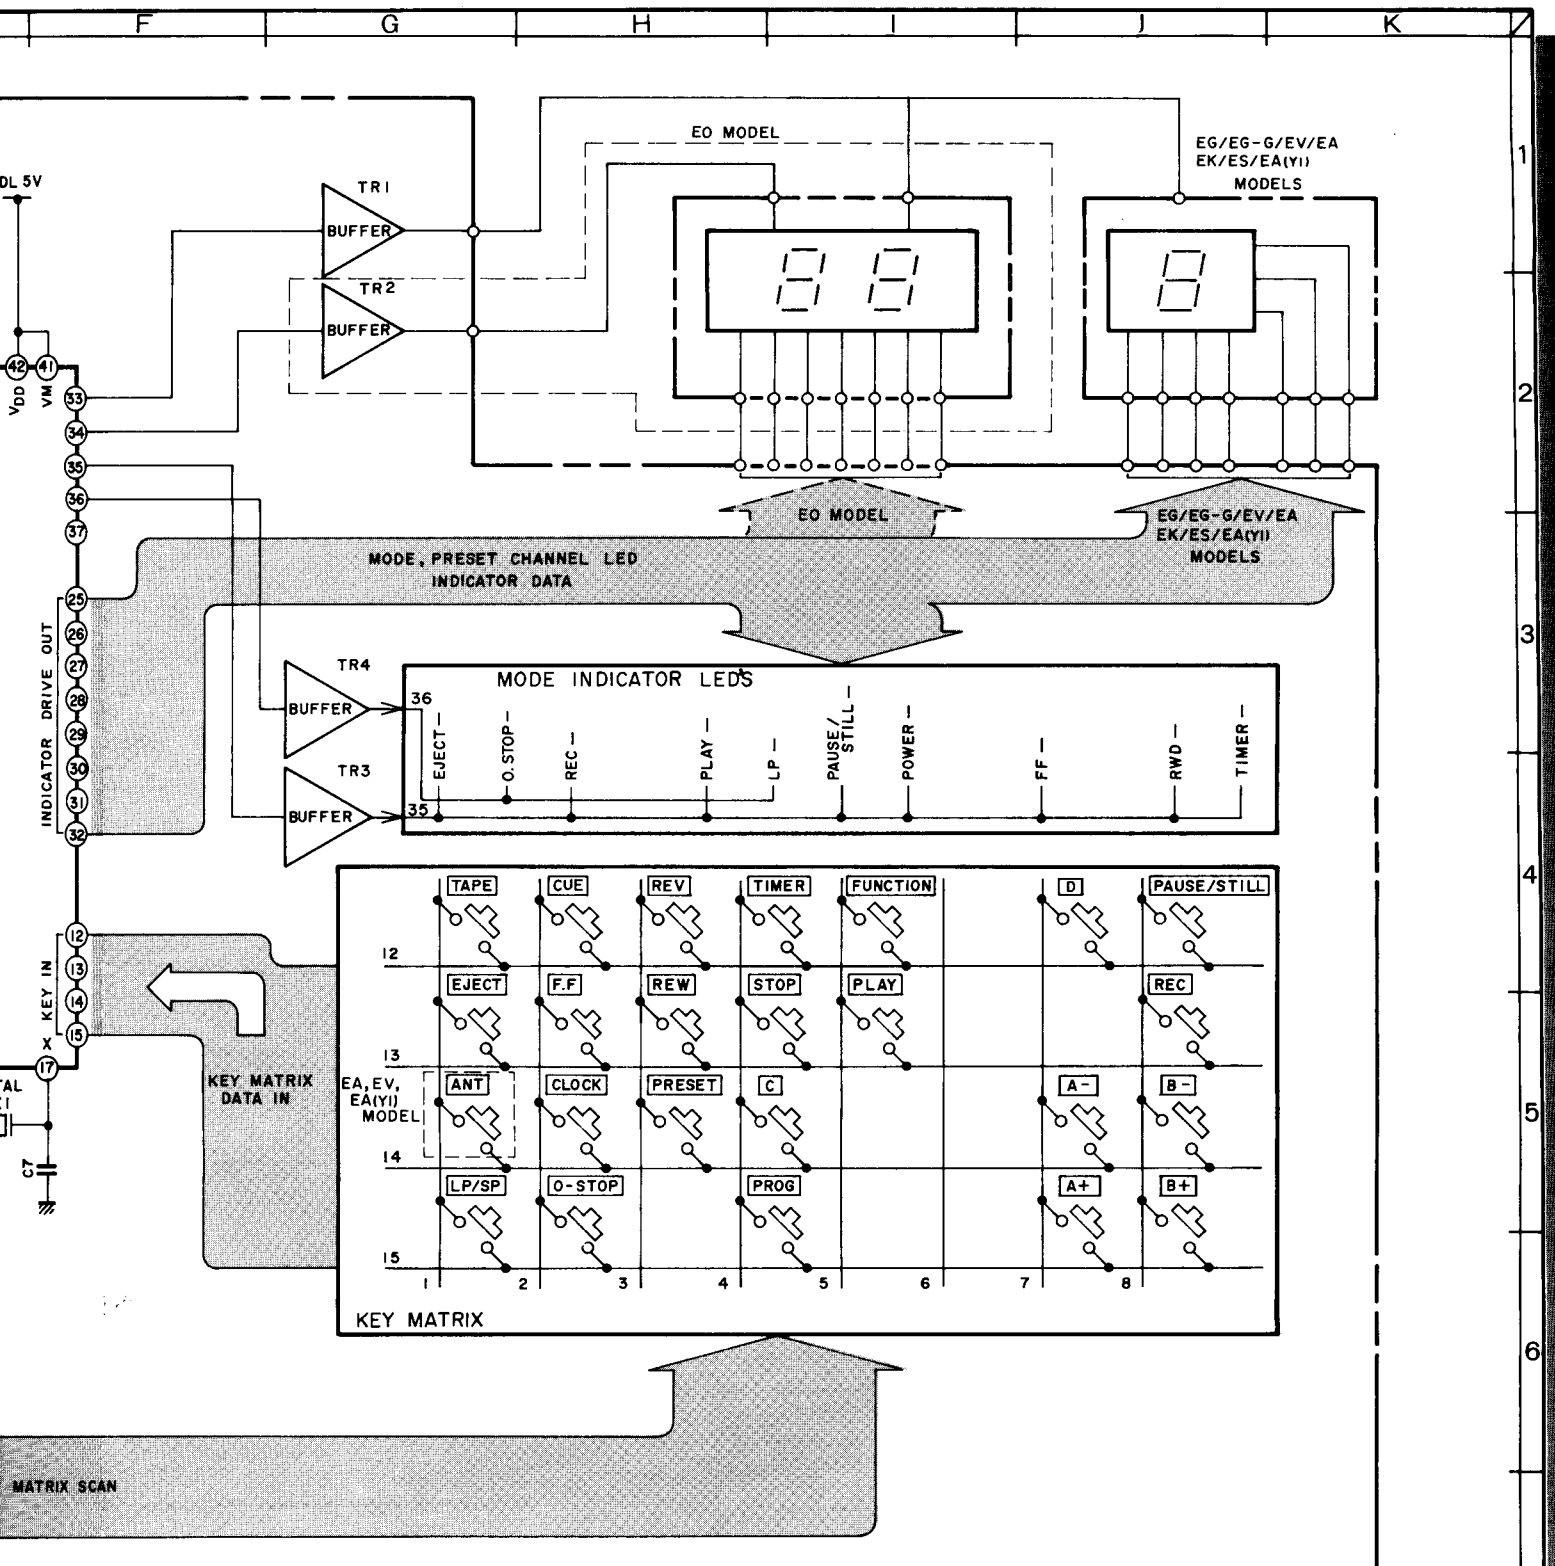 F G H I J K
1
2
3
4
5
6
DL 5V
TR1
BUFFER
TR2
BUFFER
EO MODEL
EG/EG-G/EV/EA
EK/ES/EA(Y1)
MODELS
42 41
VDD VM
33
34
35
36
37
25
26
27
28
29
30
31
32
INDICATOR DRIVE OUT
EO MODEL
EG/EG-G/EV/EA
EK/ES/EA(Y1)
MODELS
MODE, PRESET CHANNEL LED
INDICATOR DATA
TR4
BUFFER
36
TR3
BUFFER
35
MODE INDICATOR LEDS
EJECT
O.STOP
REC
PLAY
LP
PAUSE/
STILL
POWER
FF
RWD
TIMER
12
13
14
15
KEY IN
X
17
TAL
C7
KEY MATRIX
DATA IN
TAPE CUE REV TIMER FUNCTION D PAUSE/STILL
12
EJECT F.F REW STOP PLAY REC
13
EA, EV,
EA(Y1)
MODEL
ANT CLOCK PRESET C A- B-
14
LP/SP O-STOP PROG A+ B+
15
1 2 3 4 5 6 7 8
KEY MATRIX
MATRIX SCAN